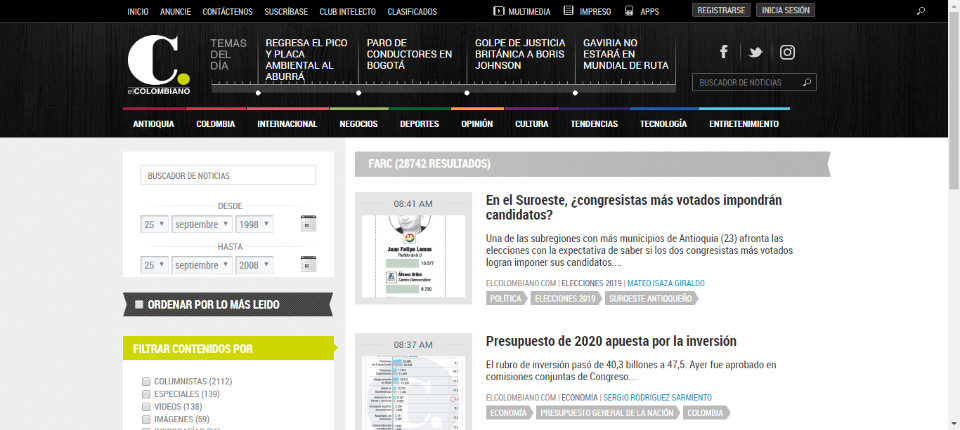 INICIO ANUNCIE CONTÁCTENOS SUSCRÍBASE CLUB INTELECTO CLASIFICADOS MULTIMEDIA IMPRESO APPS REGISTRARSE INICIA SESIÓN
C.
elCOLOMBIANO
TEMAS
DEL
DIA
REGRESA EL PICO
Y PLACA
AMBIENTAL AL
ABURRÁ
PARO DE
CONDUCTORES EN
BOGOTÁ
GOLPE DE JUSTICIA
BRITÁNICA A BORIS
JOHNSON
GAVIRIA NO
ESTARÁ EN
MUNDIAL DE RUTA
BUSCADOR DE NOTICIAS
ANTIOQUIA COLOMBIA INTERNACIONAL NEGOCIOS DEPORTES OPINIÓN CULTURA TENDENCIAS TECNOLOGÍA ENTRETENIMIENTO
BUSCADOR DE NOTICIAS
DESDE
25 septiembre 1998
HASTA
25 septiembre 2008
ORDENAR POR LO MÁS LEIDO
FILTRAR CONTENIDOS POR
COLUMNISTAS (2112)
ESPECIALES (139)
VIDEOS (138)
IMÁGENES (59)
FARC (28742 RESULTADOS)
08:41 AM
Juan Felipe Lemos
Partido de la U
10.077
Álvaro Uribe
Centro Democrático
9.730
En el Suroeste, ¿congresistas más votados impondrán
candidatos?
Una de las subregiones con más municipios de Antioquia (23) afronta las
elecciones con la expectativa de saber si los dos congresistas más votados
logran imponer sus candidatos....
ELCOLOMBIANO.COM | ELECCIONES 2019 | MATEO ISAZA GIRALDO
POLÍTICA ELECCIONES 2019 SUROESTE ANTIOQUEÑO
08:37 AM
Presupuesto de 2020 apuesta por la inversión
El rubro de inversión pasó de 40,3 billones a 47,5. Ayer fue aprobado en
comisiones conjuntas de Congreso....
ELCOLOMBIANO.COM | ECONOMÍA | SERGIO RODRÍGUEZ SARMIENTO
ECONOMÍA PRESUPUESTO GENERAL DE LA NACIÓN COLOMBIA